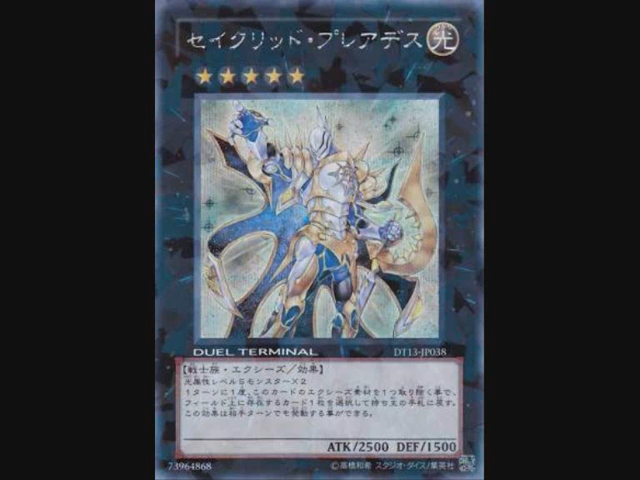 セイクリッド・プレアデス 光
DUEL TERMINAL DT13-JP038
【戦士族・エクシーズ/効果】
光属性レベル5モンスター×2
1ターンに1度、このカードのエクシーズ素材を1つ取り除く事で、
フィールド上に存在するカード1枚を選択して持ち主の手札に戻す。
この効果は相手ターンでも発動する事ができる。
ATK/2500 DEF/1500
73964868 ©高橋和希 スタジオ・ダイス/集英社